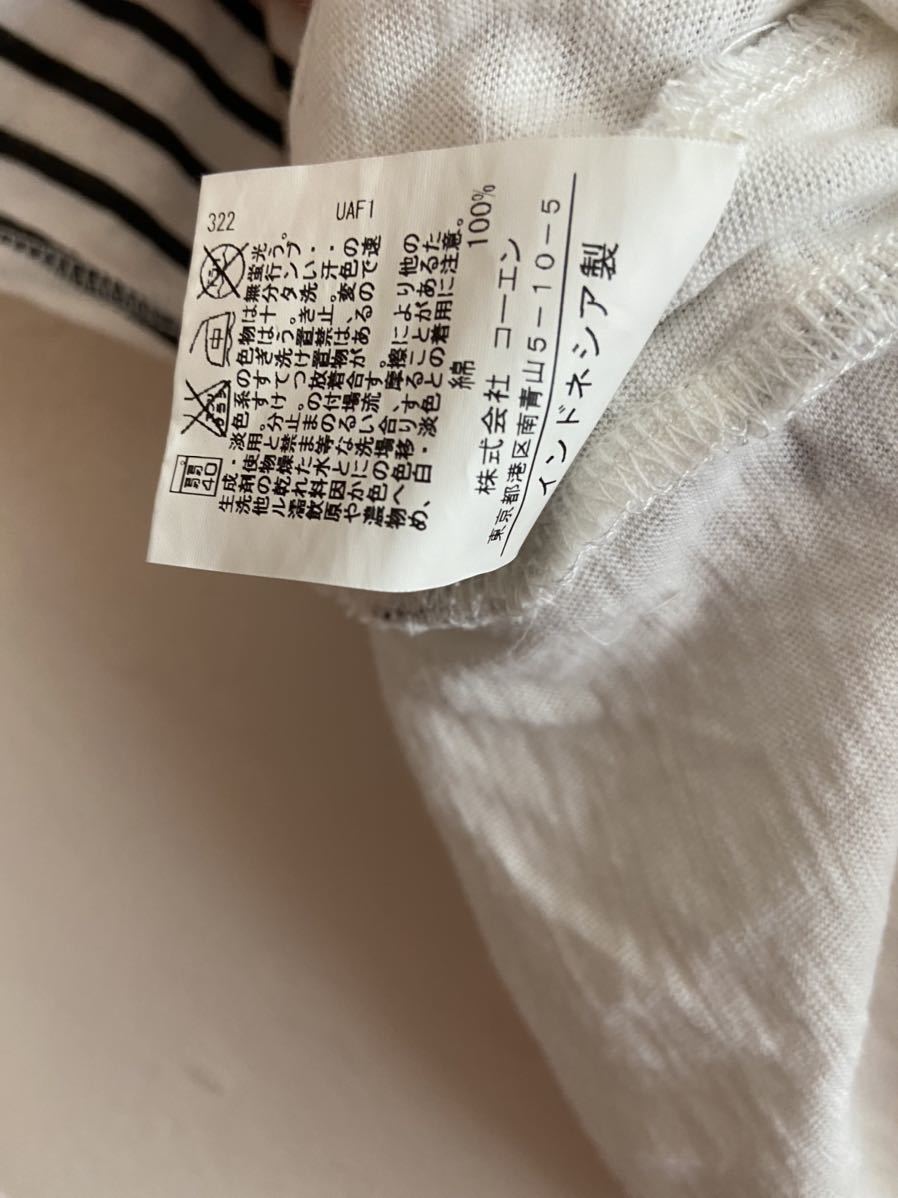 322 UAF1
中
40
生成・淡色系の色物は無蛍光
洗剤使用。すすぎは十分行う。
他の物と分けて洗う。タンブ
ル乾燥禁止。つけ置き洗い・
濡れたままの放置禁止。汗・
飲料水等の付着物は、変色の
原因となる場合があるので速
やかに洗い流す。
濃色の場合、摩擦により他の
物へ色移りすることがあるた
め、白・淡色との着用に注意。
綿 100%
株式会社 コーエン
東京都港区南青山5-10-5
インドネシア製